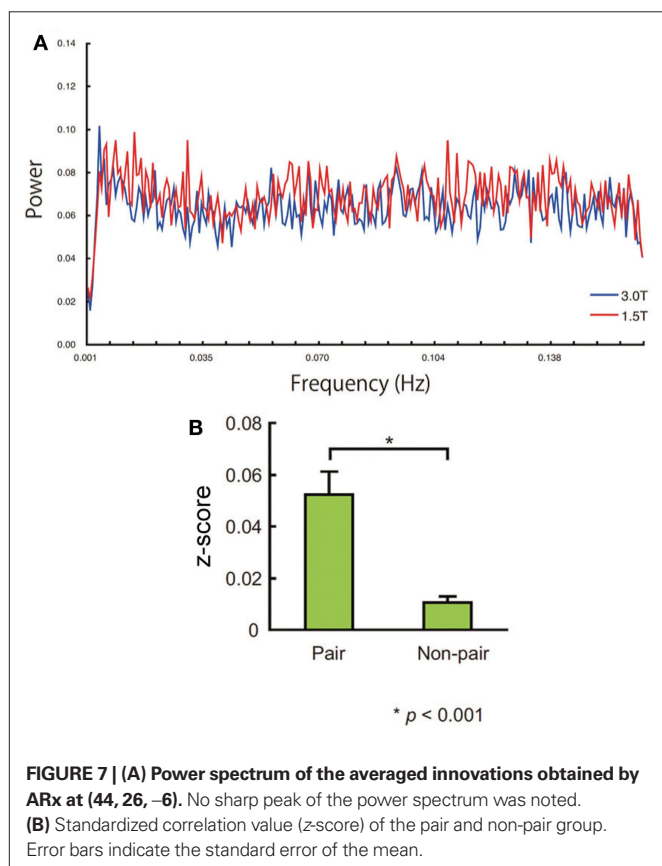 A
0.14
0.12
0.10
0.08
0.06
0.04
0.02
0.00
Power
3.0T
1.5T
0.001 0.035 0.070 0.104 0.138
Frequency (Hz)
B
0.08
0.06
0.04
0.02
0
z-score
*
Pair Non-pair
* p < 0.001
FIGURE 7 | (A) Power spectrum of the averaged innovations obtained by
ARx at (44, 26, –6). No sharp peak of the power spectrum was noted.
(B) Standardized correlation value (z-score) of the pair and non-pair group.
Error bars indicate the standard error of the mean.